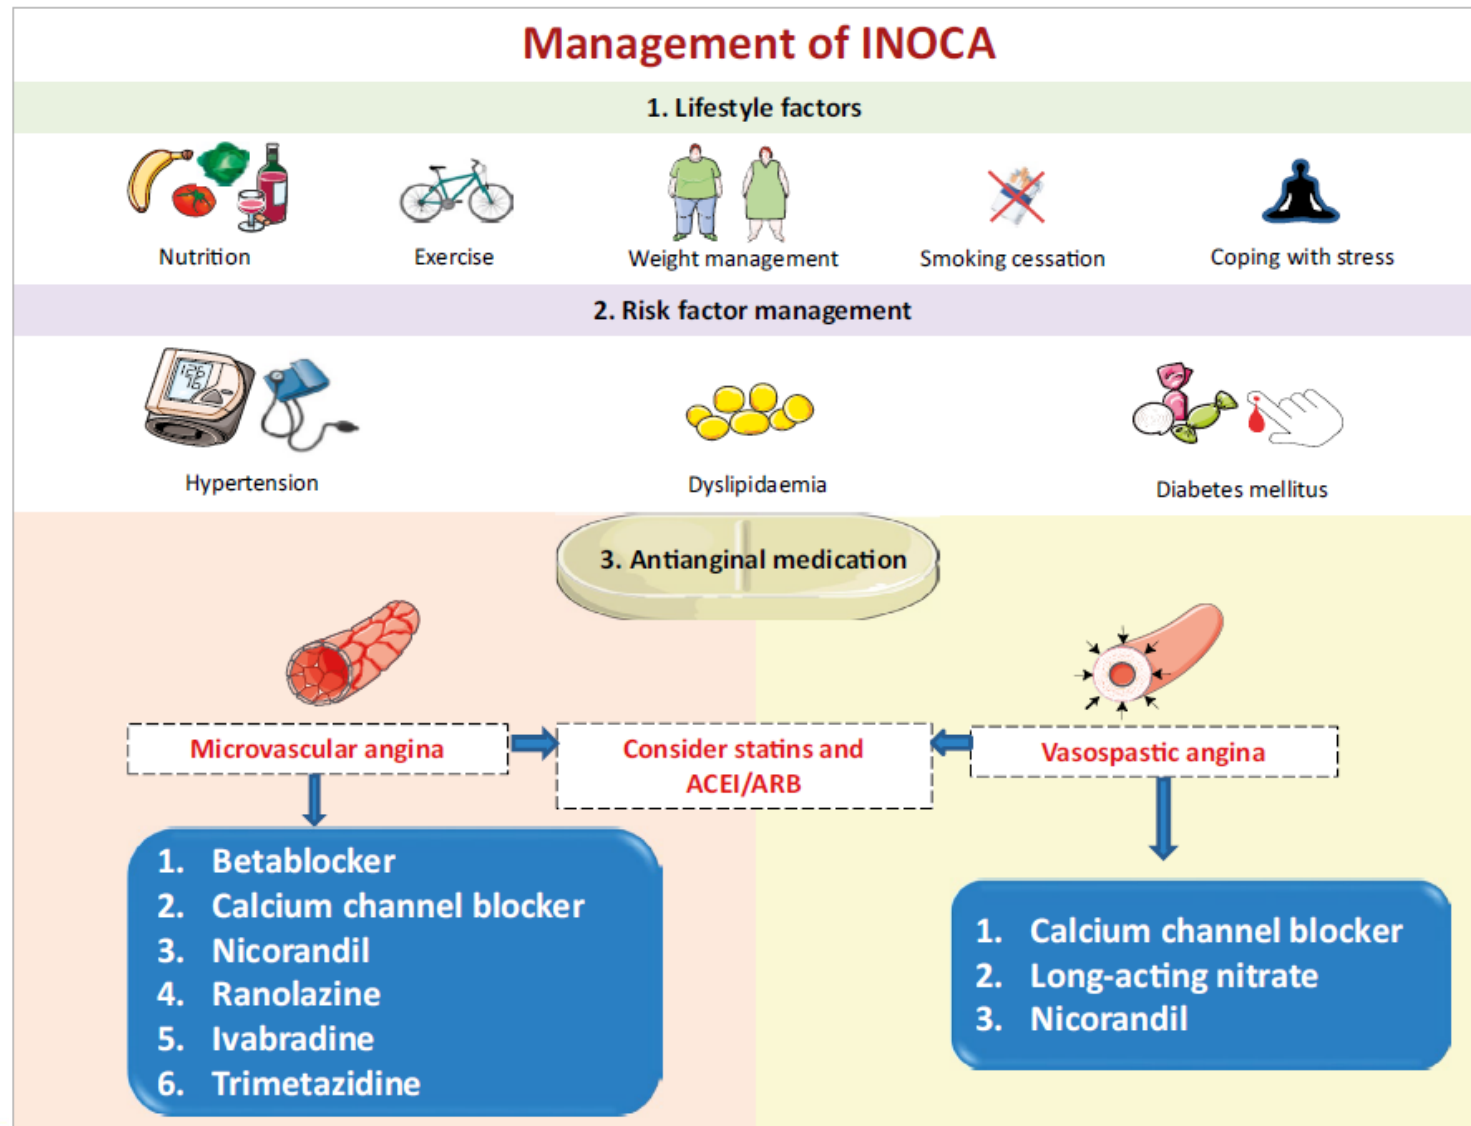 Management of INOCA
1. Lifestyle factors
Nutrition
Exercise
Weight management
Smoking cessation
Coping with stress
2. Risk factor management
126
76
Hypertension
Dyslipidaemia
Diabetes mellitus
3. Antianginal medication
Microvascular angina
Consider statins and
ACEI/ARB
Vasospastic angina
1. Betablocker
2. Calcium channel blocker
3. Nicorandil
4. Ranolazine
5. Ivabradine
6. Trimetazidine
1. Calcium channel blocker
2. Long-acting nitrate
3. Nicorandil